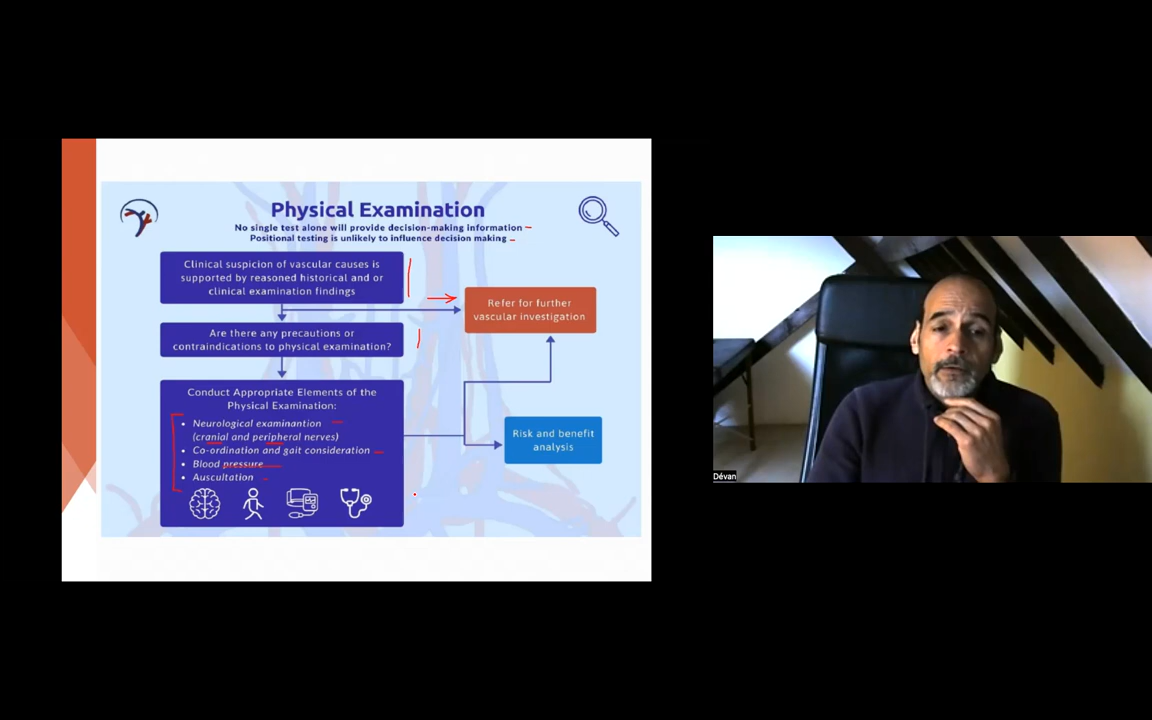 Physical Examination
No single test alone will provide decision-making information
Positional testing is unlikely to influence decision making
Clinical suspicion of vascular causes is
supported by reasoned historical and or
clinical examination findings
Refer for further
vascular investigation
Are there any precautions or
contraindications to physical examination?
Conduct Appropriate Elements of the
Physical Examination:
• Neurological examinantion
(cranial and peripheral nerves)
• Co-ordination and gait consideration
• Blood pressure
• Auscultation
Risk and benefit
analysis
Dévan